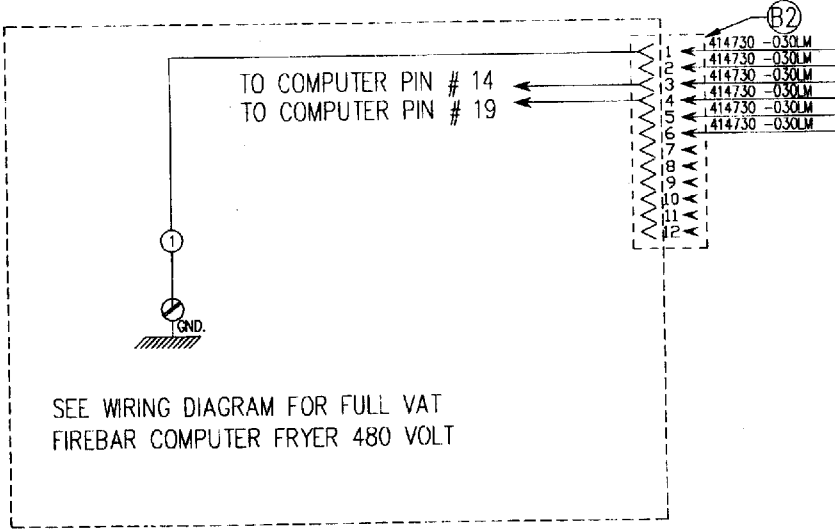 B2
1 414730 -030LM
2 414730 -030LM
TO COMPUTER PIN # 14 3 414730 -030LM
TO COMPUTER PIN # 19 4 414730 -030LM
5 414730 -030LM
6 414730 -030LM
7
8
9
10
11
12
1
GND.
SEE WIRING DIAGRAM FOR FULL VAT
FIREBAR COMPUTER FRYER 480 VOLT